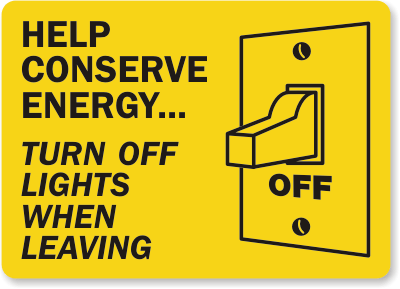 HELP
CONSERVE
ENERGY...
TURN OFF
LIGHTS
WHEN
LEAVING
OFF